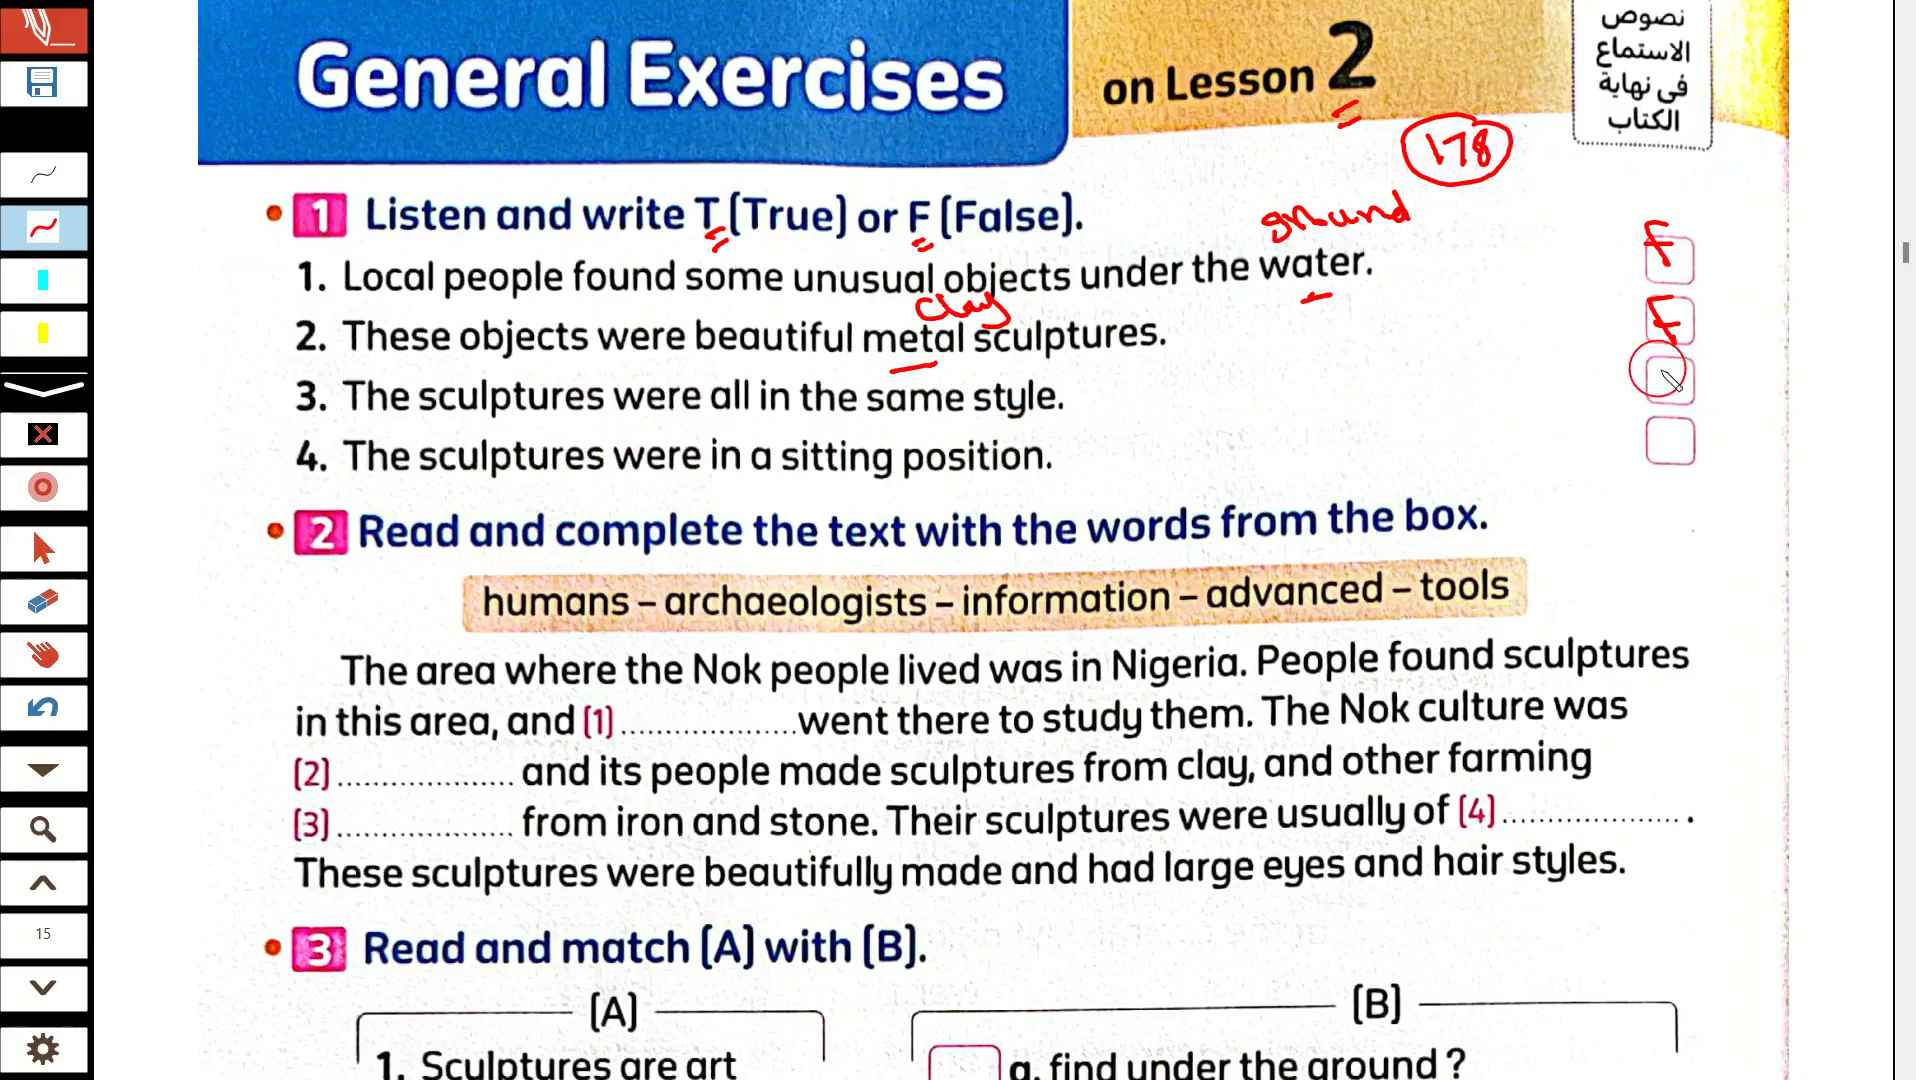 General Exercises
on Lesson 2
نصوص
الاستماع
فى نهاية
الكتاب
178
1 Listen and write T (True) or F (False).
ground
F
1. Local people found some unusual objects under the water.
clay
F
2. These objects were beautiful metal sculptures.
3. The sculptures were all in the same style.
4. The sculptures were in a sitting position.
2 Read and complete the text with the words from the box.
humans – archaeologists – information – advanced – tools
The area where the Nok people lived was in Nigeria. People found sculptures
in this area, and (1) .................... went there to study them. The Nok culture was
(2) .................... and its people made sculptures from clay, and other farming
(3) .................... from iron and stone. Their sculptures were usually of (4) .................... .
These sculptures were beautifully made and had large eyes and hair styles.
3 Read and match (A) with (B).
(A)
(B)
1. Sculptures are art
a. find under the ground ?
15